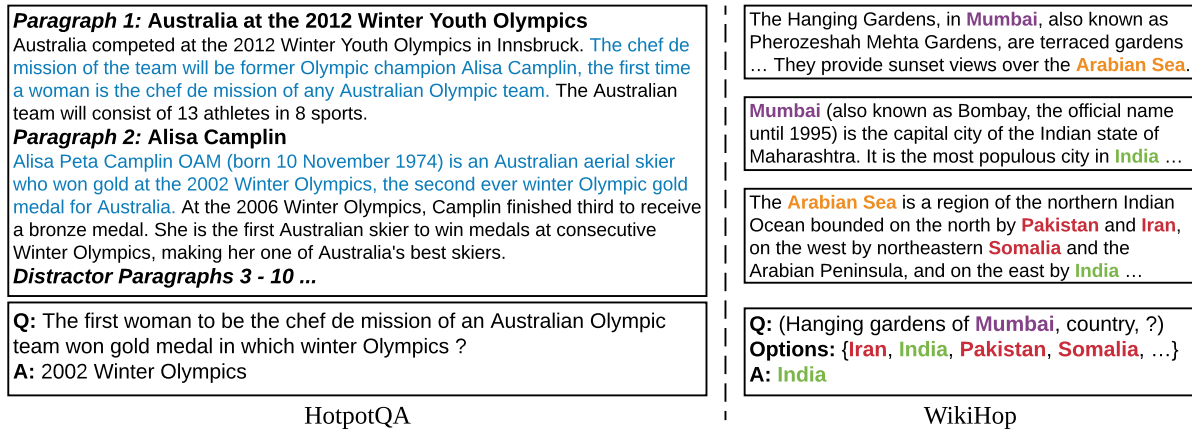 Paragraph 1: Australia at the 2012 Winter Youth Olympics
Australia competed at the 2012 Winter Youth Olympics in Innsbruck. The chef de
mission of the team will be former Olympic champion Alisa Camplin, the first time
a woman is the chef de mission of any Australian Olympic team. The Australian
team will consist of 13 athletes in 8 sports.
Paragraph 2: Alisa Camplin
Alisa Peta Camplin OAM (born 10 November 1974) is an Australian aerial skier
who won gold at the 2002 Winter Olympics, the second ever winter Olympic gold
medal for Australia. At the 2006 Winter Olympics, Camplin finished third to receive
a bronze medal. She is the first Australian skier to win medals at consecutive
Winter Olympics, making her one of Australia's best skiers.
Distractor Paragraphs 3 - 10 ...
Q: The first woman to be the chef de mission of an Australian Olympic
team won gold medal in which winter Olympics ?
A: 2002 Winter Olympics
HotpotQA
The Hanging Gardens, in Mumbai, also known as
Pherozeshah Mehta Gardens, are terraced gardens
… They provide sunset views over the Arabian Sea.
Mumbai (also known as Bombay, the official name
until 1995) is the capital city of the Indian state of
Maharashtra. It is the most populous city in India …
The Arabian Sea is a region of the northern Indian
Ocean bounded on the north by Pakistan and Iran,
on the west by northeastern Somalia and the
Arabian Peninsula, and on the east by India …
Q: (Hanging gardens of Mumbai, country, ?)
Options: {Iran, India, Pakistan, Somalia, …}
A: India
WikiHop